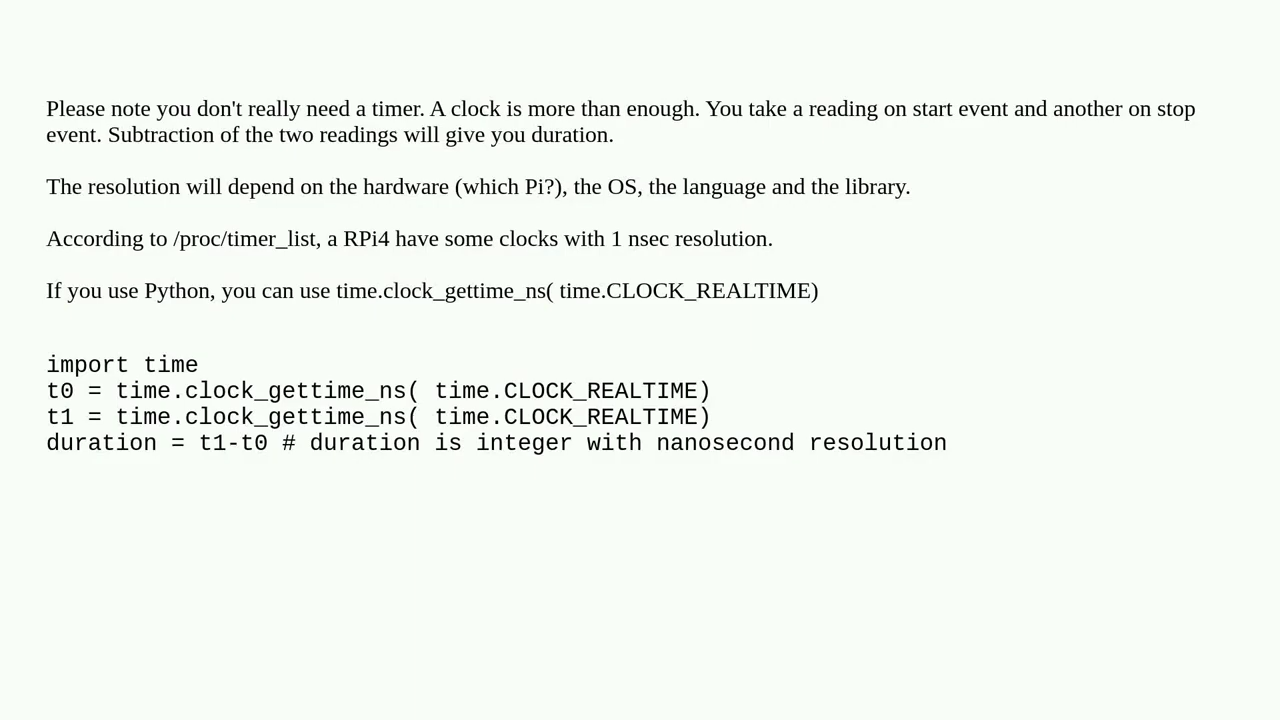 Please note you don't really need a timer. A clock is more than enough. You take a reading on start event and another on stop
event. Subtraction of the two readings will give you duration.
The resolution will depend on the hardware (which Pi?), the OS, the language and the library.
According to /proc/timer_list, a RPi4 have some clocks with 1 nsec resolution.
If you use Python, you can use time.clock_gettime_ns( time.CLOCK_REALTIME)
import time
t0 = time.clock_gettime_ns( time.CLOCK_REALTIME)
t1 = time.clock_gettime_ns( time.CLOCK_REALTIME)
duration = t1-t0 # duration is integer with nanosecond resolution